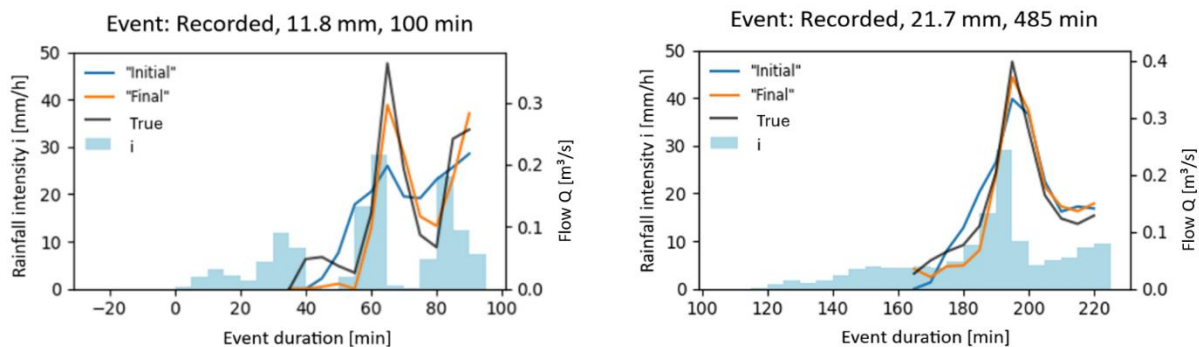 Event: Recorded, 11.8 mm, 100 min
50
40
30
20
10
0
Rainfall intensity i [mm/h]
"Initial"
"Final"
True
i
0.3
0.2
0.1
0.0
Flow Q [m³/s]
-20 0 20 40 60 80 100
Event duration [min]
Event: Recorded, 21.7 mm, 485 min
50
40
30
20
10
0
Rainfall intensity i [mm/h]
"Initial"
"Final"
True
i
0.4
0.3
0.2
0.1
0.0
Flow Q [m³/s]
100 120 140 160 180 200 220
Event duration [min]